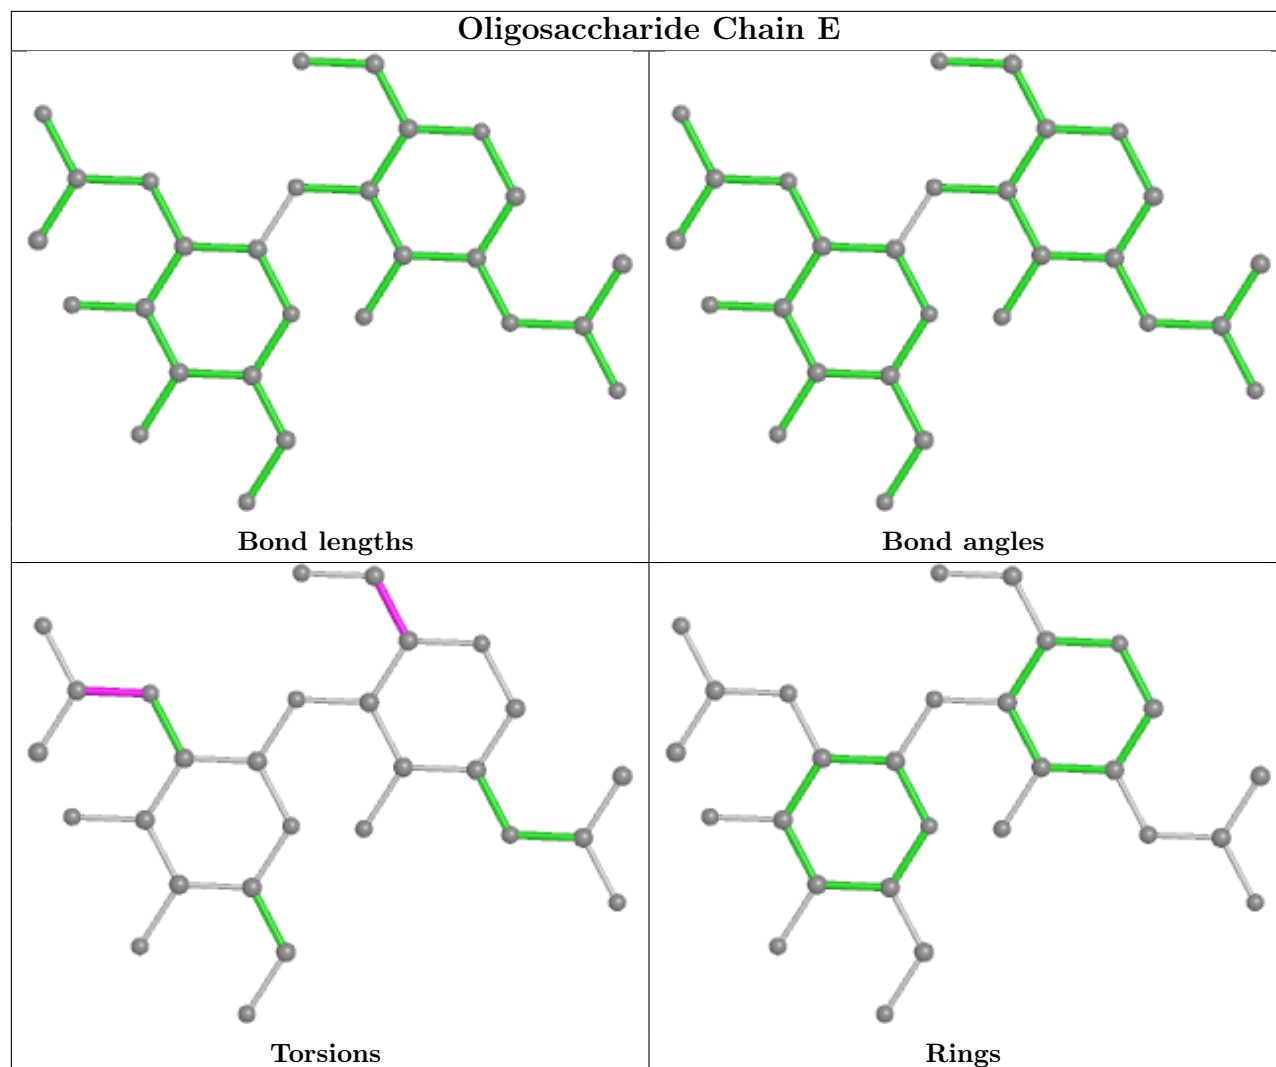 Oligosaccharide Chain E
Bond lengths
Bond angles
Torsions
Rings